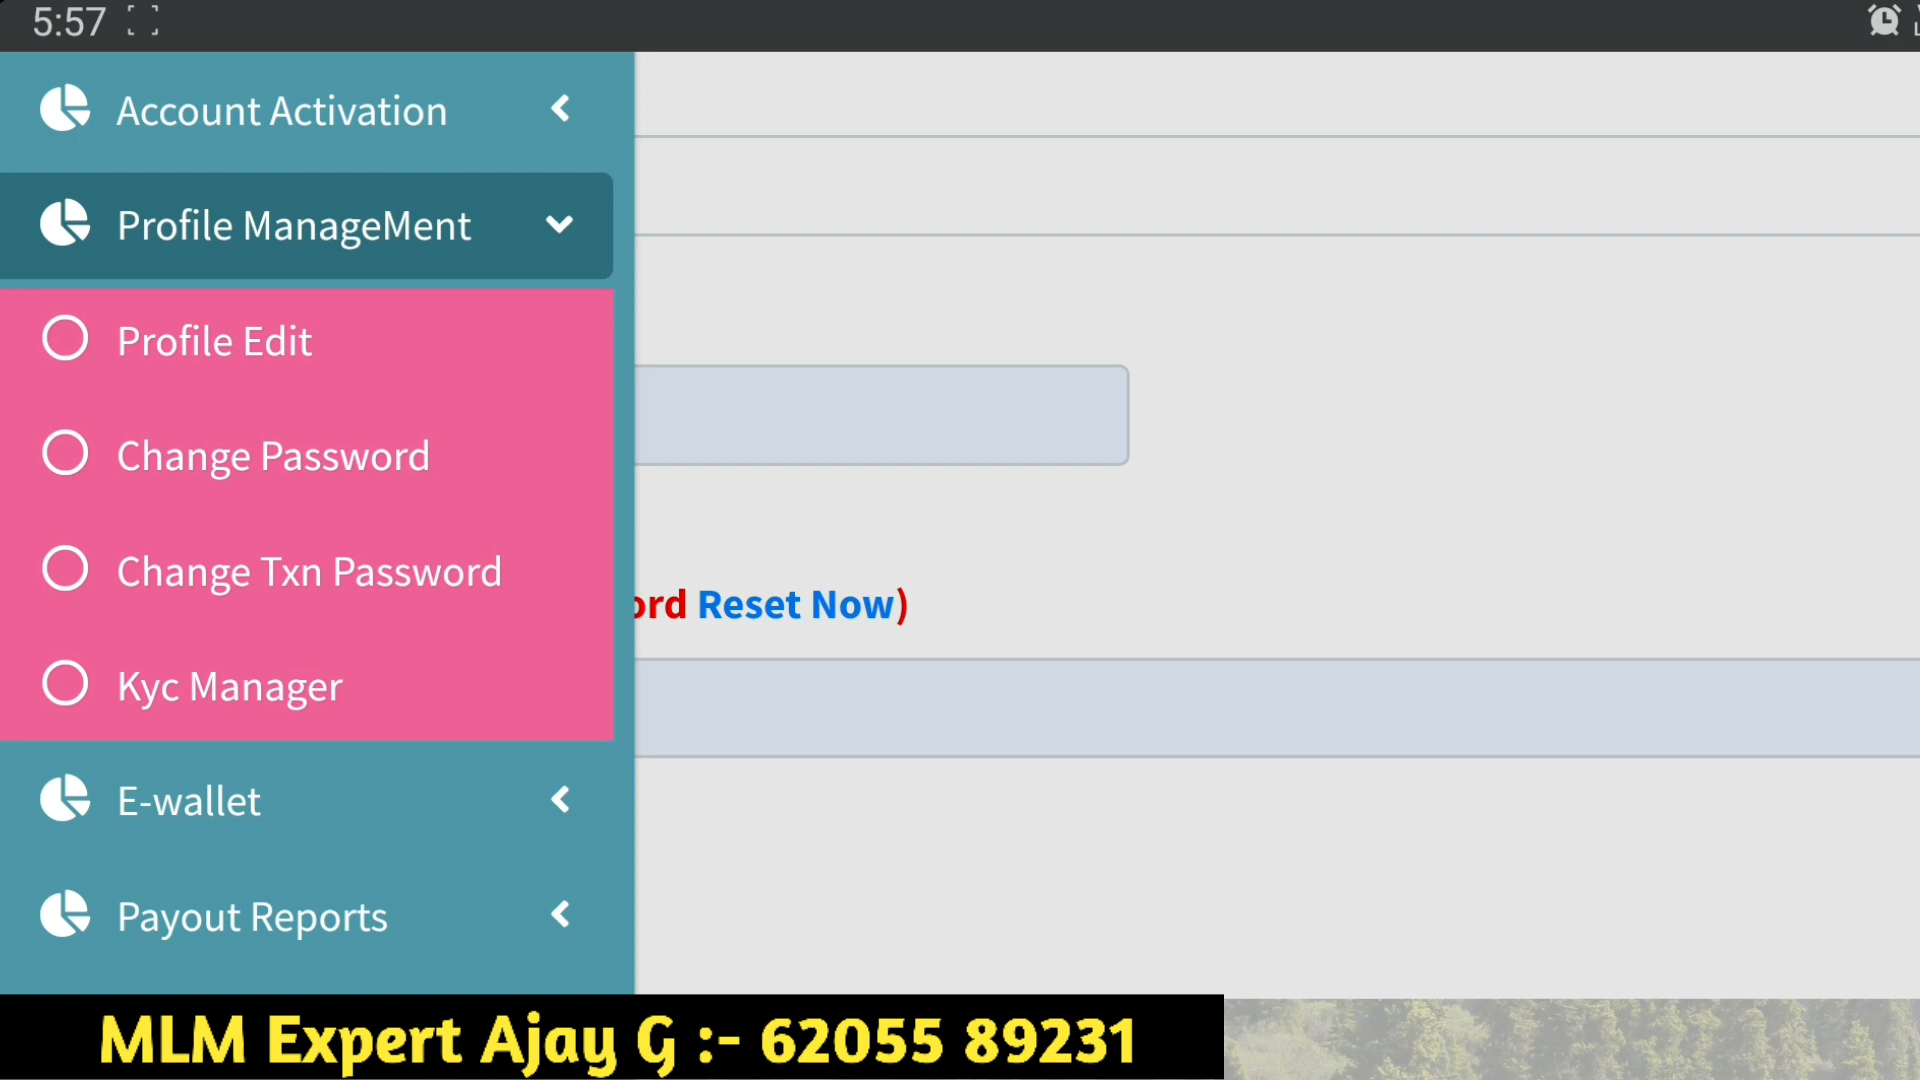 5:57
Account Activation
Profile ManageMent
Profile Edit
Change Password
Change Txn Password
ord Reset Now)
Kyc Manager
E-wallet
Payout Reports
MLM Expert Ajay G :- 62055 89231